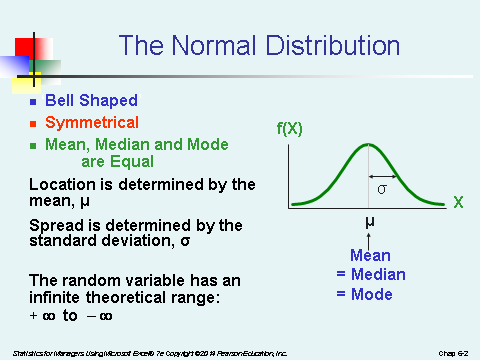 The Normal Distribution
Bell Shaped
Symmetrical
Mean, Median and Mode
are Equal
Location is determined by the
mean, μ
Spread is determined by the
standard deviation, σ
The random variable has an
infinite theoretical range:
+ ∞ to − ∞
f(X)
σ
X
μ
Mean
= Median
= Mode
Statistics for Managers Using Microsoft Excel® 7e Copyright ©2014 Pearson Education, Inc.
Chap 6-2